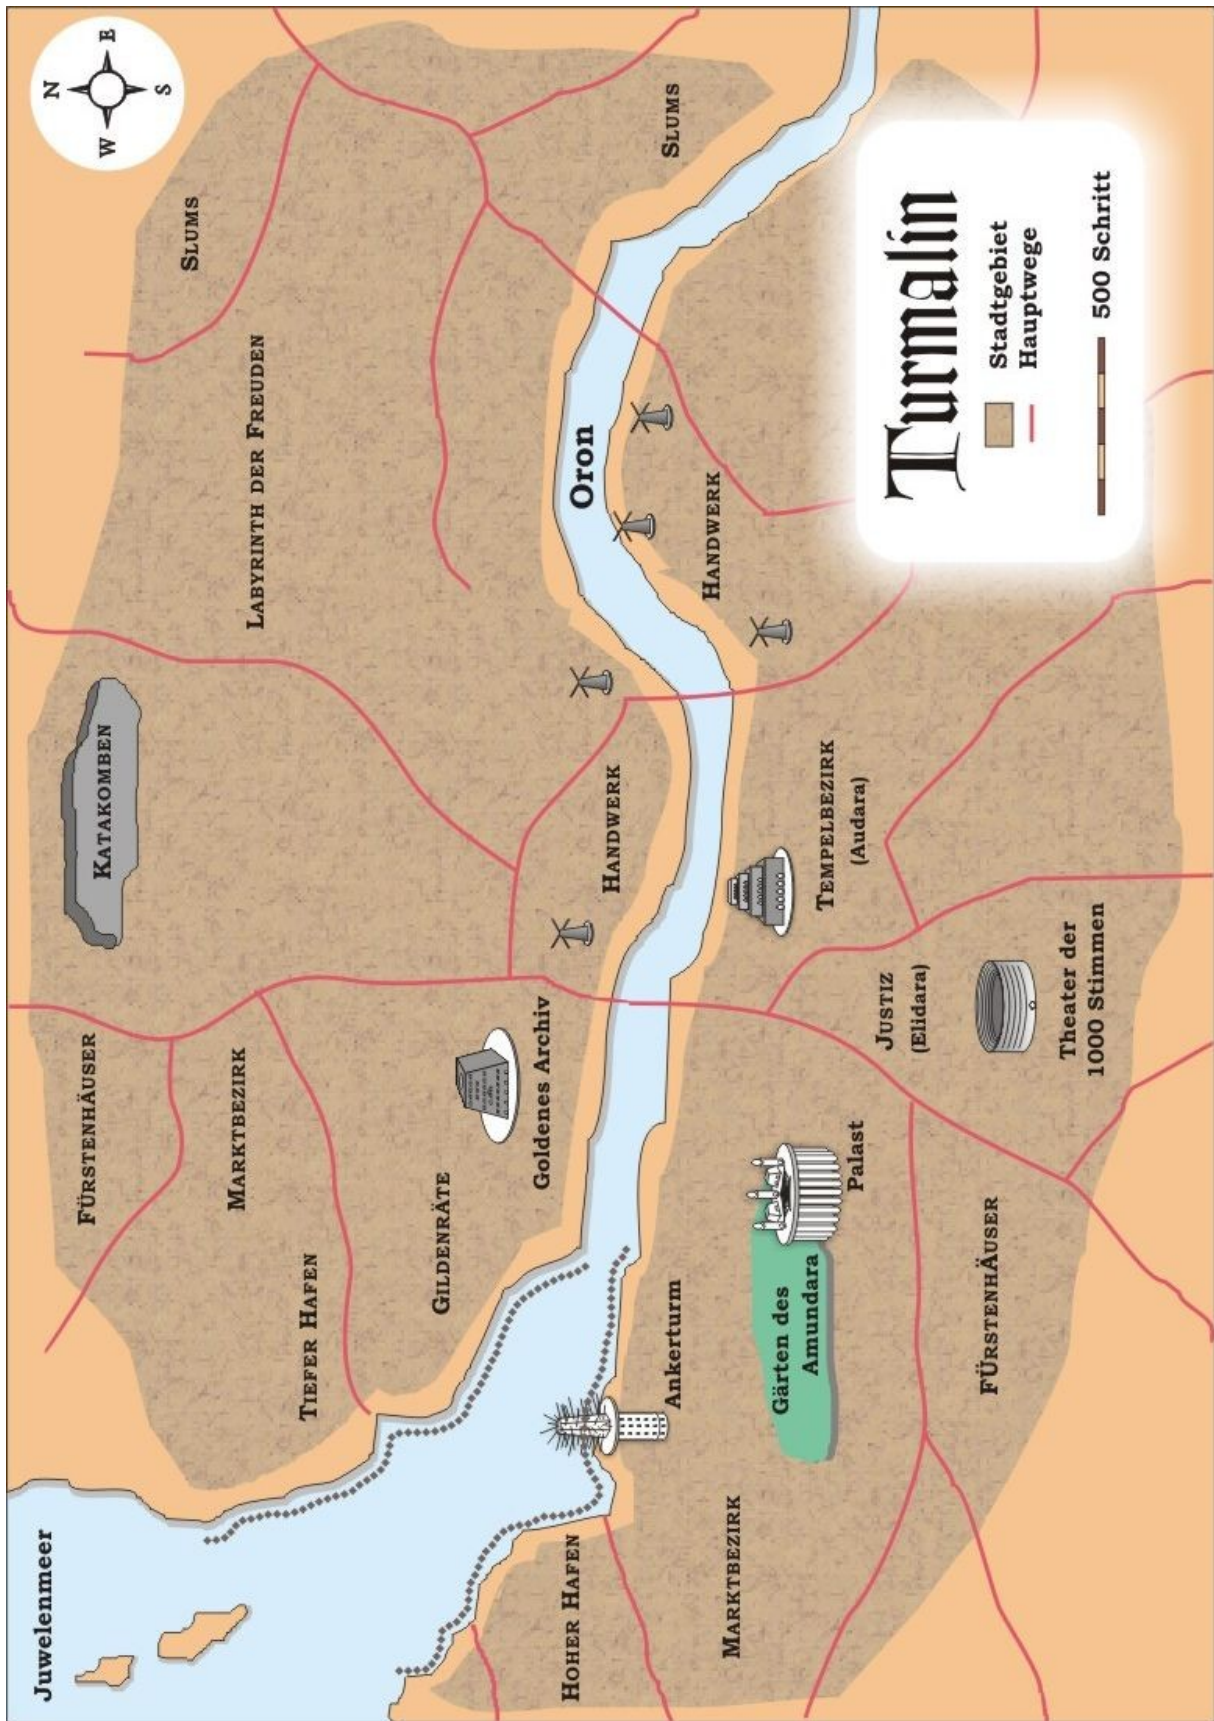 Juwelenmeer
N
W E
S
FÜRSTENHÄUSER
KATAKOMBEN
SLUMS
MARKTBEZIRK
LABYRINTH DER FREUDEN
TIEFER HAFEN
GILDENRÄTE
Goldenes Archiv
HOHER HAFEN
Oron
HANDWERK
SLUMS
Ankerturm
HANDWERK
MARKTBEZIRK
Gärten des
Amundara
Palast
TEMPELBEZIRK
(Audara)
JUSTIZ
(Elidara)
FÜRSTENHÄUSER
Theater der
1000 Stimmen
Turmalin
Stadtgebiet
Hauptwege
500 Schritt